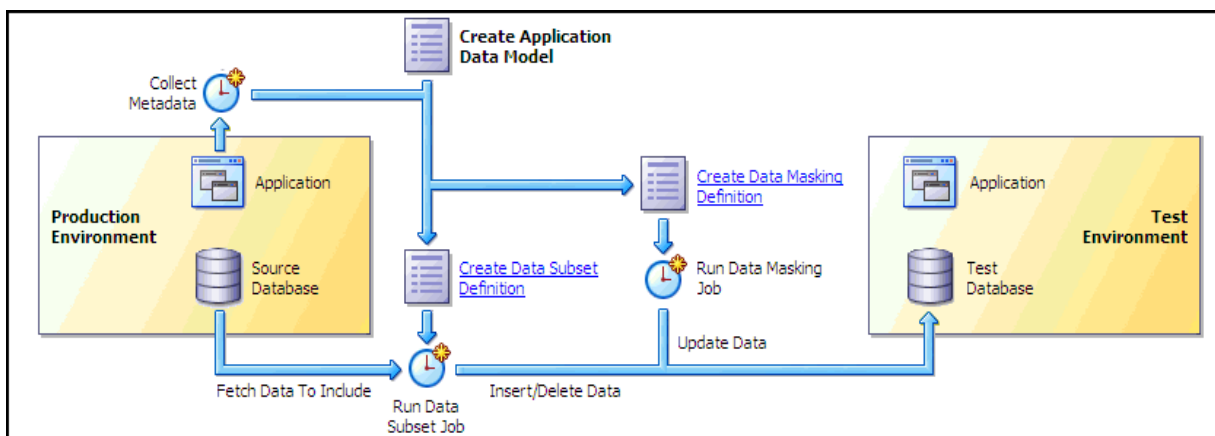 Create Application
Data Model
Collect
Metadata
Application
Production
Environment
Source
Database
Create Data Subset
Definition
Create Data Masking
Definition
Run Data Masking
Job
Application
Test
Environment
Test
Database
Update Data
Fetch Data To Include
Insert/Delete Data
Run Data
Subset Job